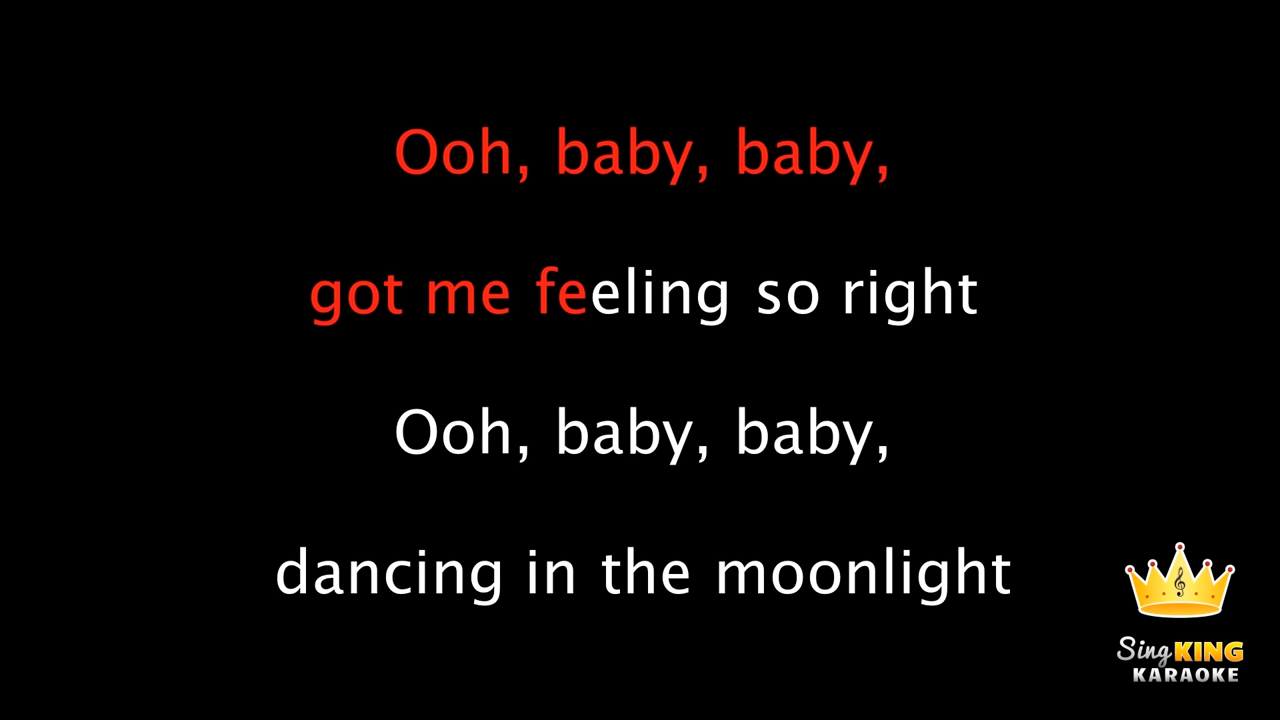 Ooh, baby, baby,
got me feeling so right
Ooh, baby, baby,
dancing in the moonlight
Sing KING
KARAOKE